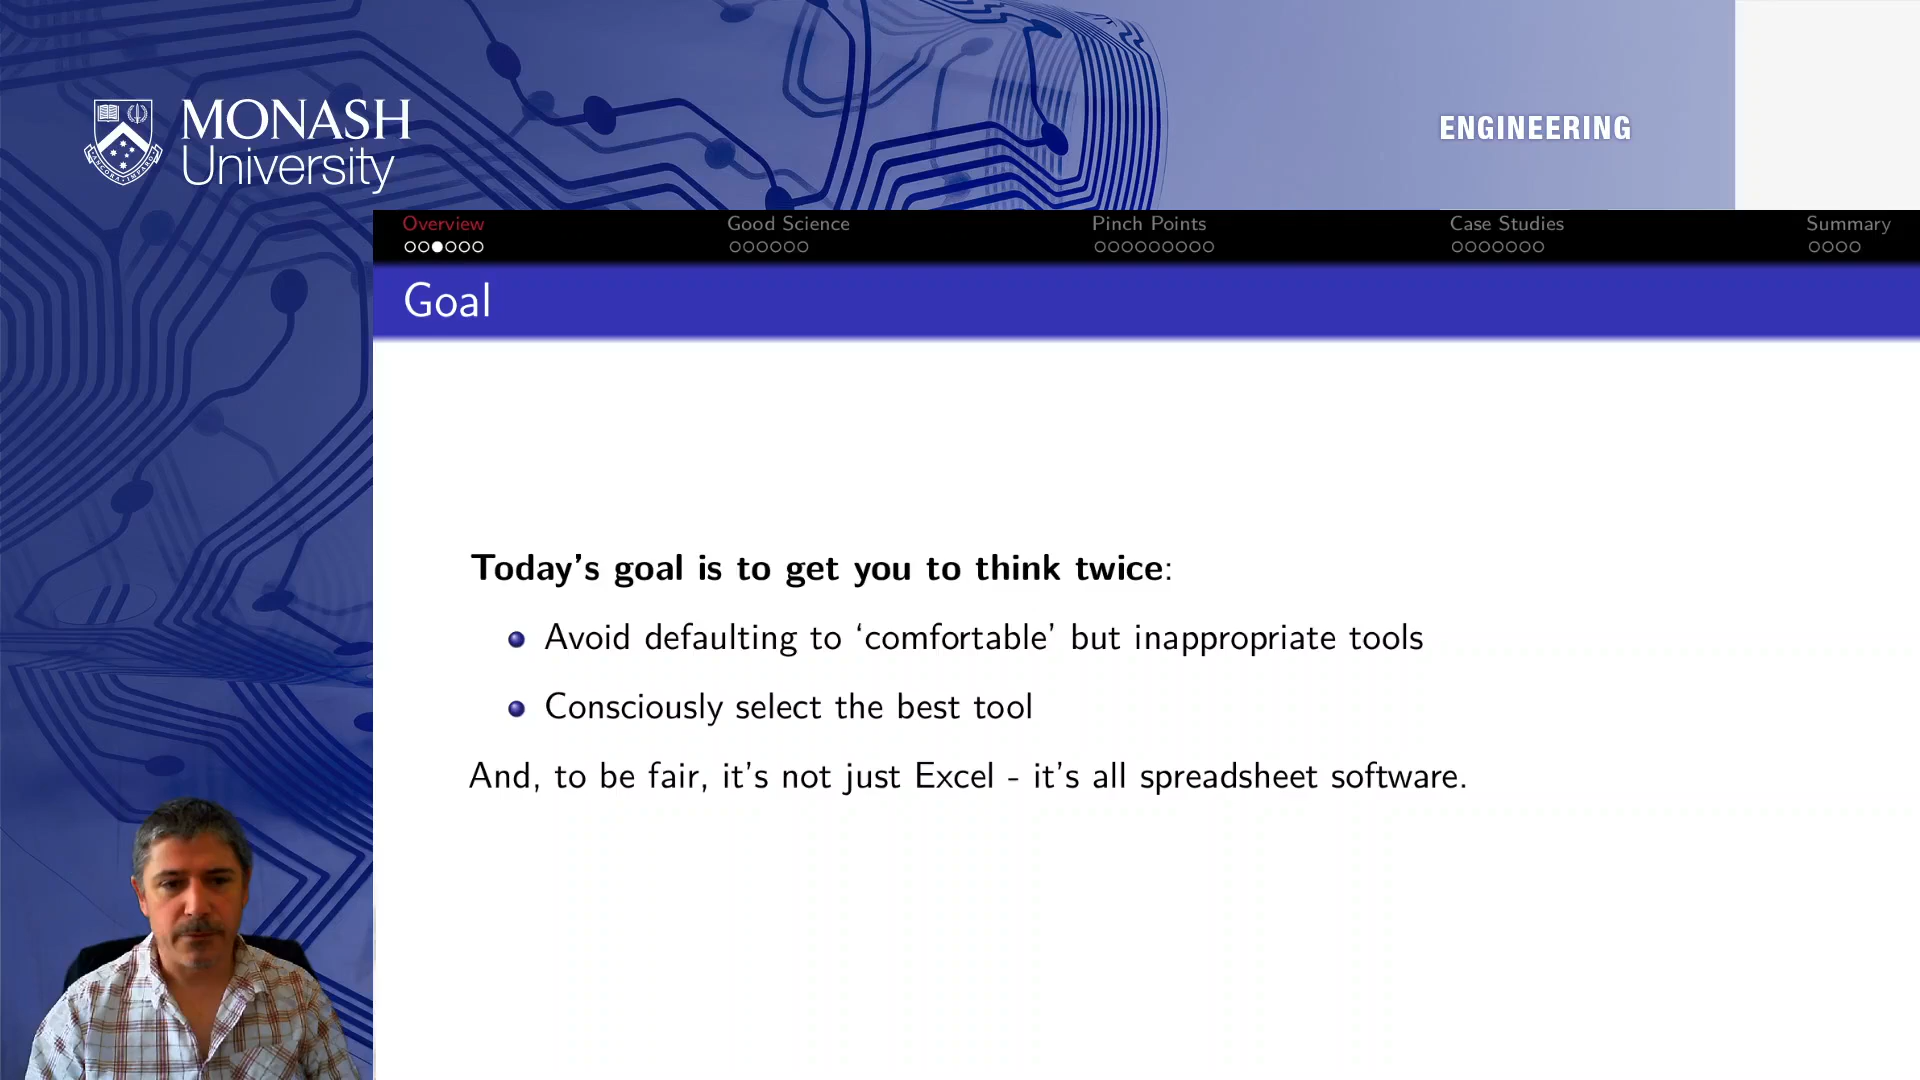 MONASH
University
ENGINEERING
Overview
Good Science
Pinch Points
Case Studies
Summary
Goal
Today's goal is to get you to think twice:
Avoid defaulting to ‘comfortable’ but inappropriate tools
Consciously select the best tool
And, to be fair, it's not just Excel - it's all spreadsheet software.